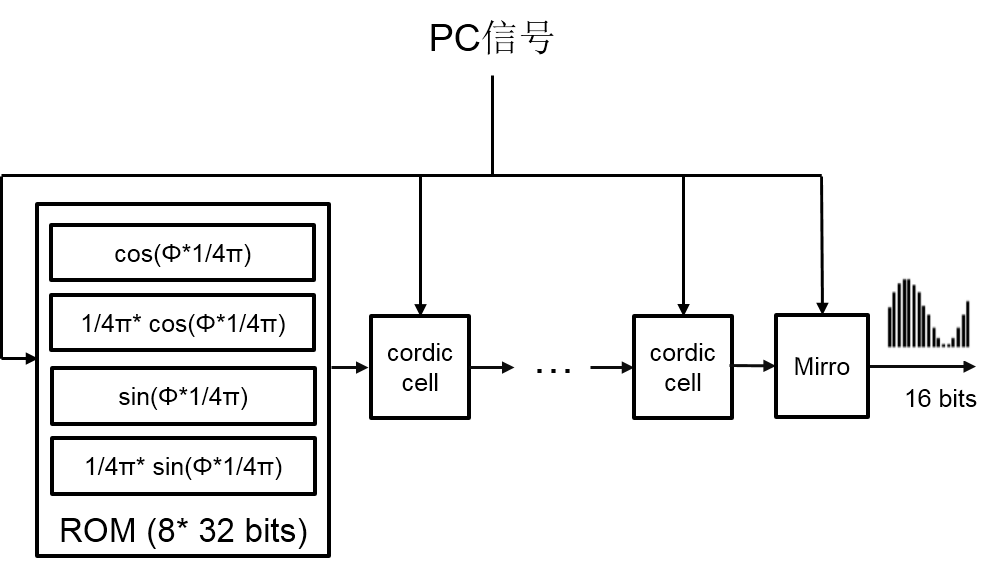 PC信号
cos(Φ*1/4π)
1/4π* cos(Φ*1/4π)
sin(Φ*1/4π)
1/4π* sin(Φ*1/4π)
ROM (8* 32 bits)
cordic
cell
...
cordic
cell
Mirro
16 bits